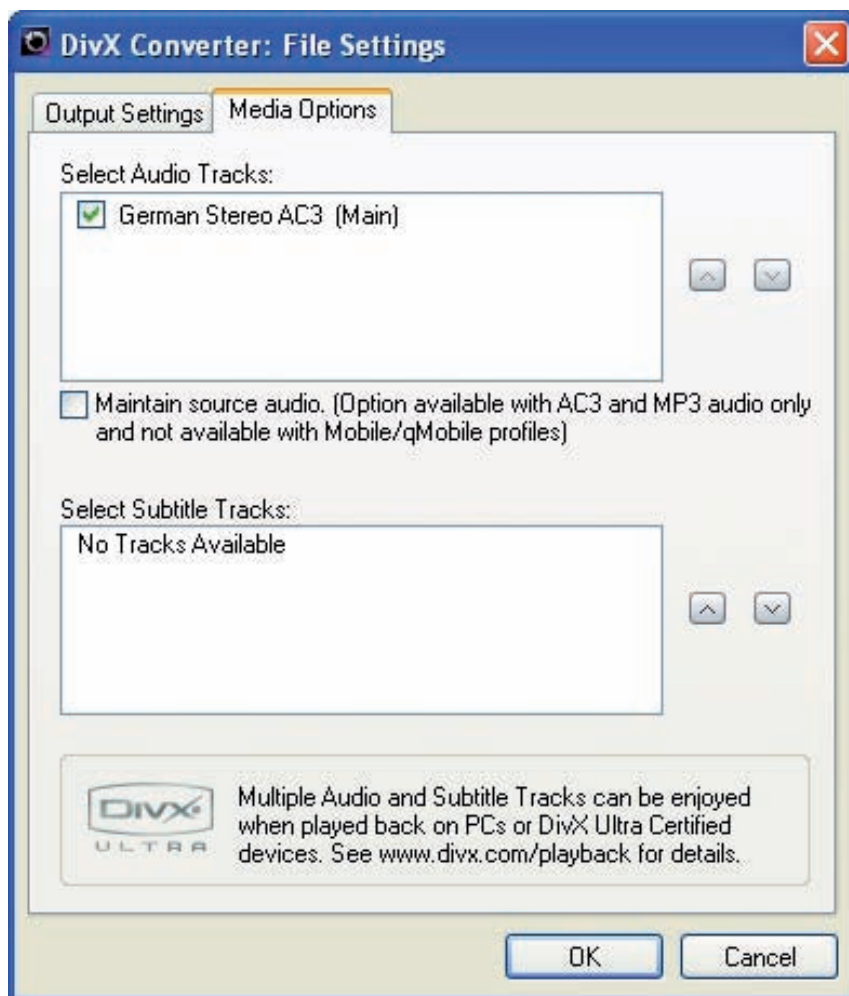 DivX Converter: File Settings
Output Settings
Media Options
Select Audio Tracks:
German Stereo AC3 (Main)
Maintain source audio. (Option available with AC3 and MP3 audio only
and not available with Mobile/qMobile profiles)
Select Subtitle Tracks:
No Tracks Available
DIVX
ULTRA
Multiple Audio and Subtitle Tracks can be enjoyed
when played back on PCs or DivX Ultra Certified
devices. See www.divx.com/playback for details.
OK
Cancel